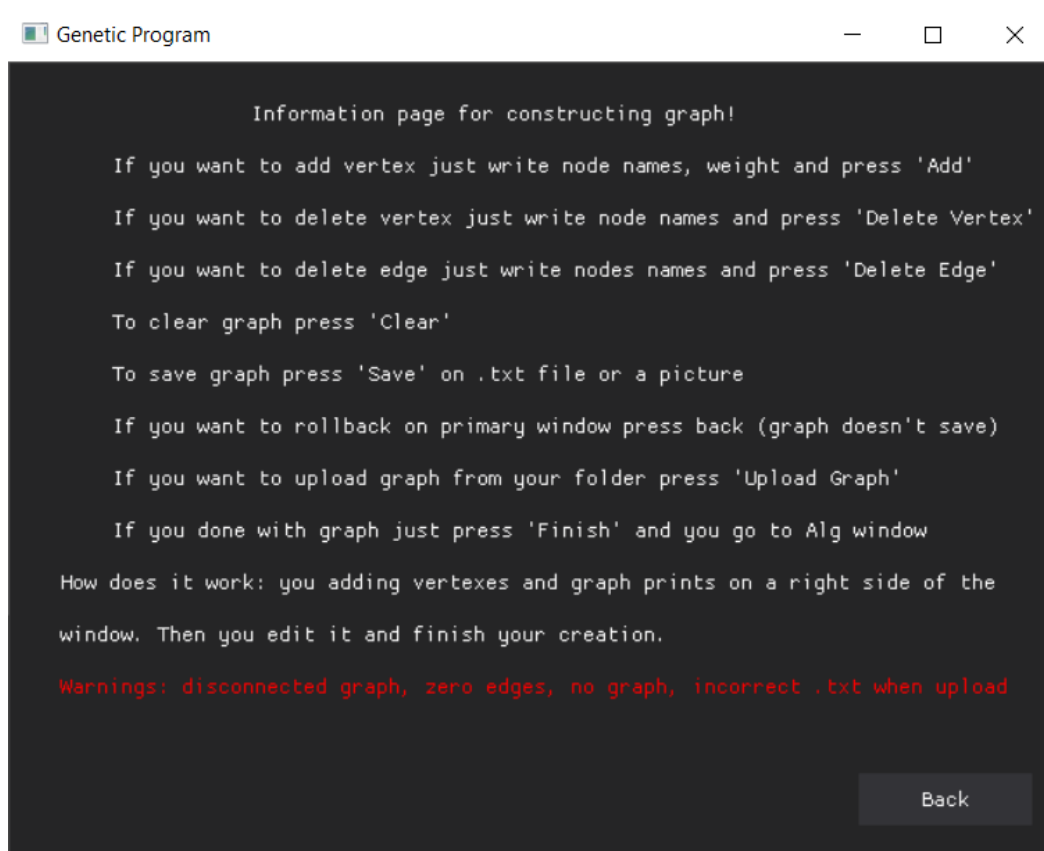 Genetic Program
Information page for constructing graph!
If you want to add vertex just write node names, weight and press 'Add'
If you want to delete vertex just write node names and press 'Delete Vertex'
If you want to delete edge just write nodes names and press 'Delete Edge'
To clear graph press 'Clear'
To save graph press 'Save' on .txt file or a picture
If you want to rollback on primary window press back (graph doesn't save)
If you want to upload graph from your folder press 'Upload Graph'
If you done with graph just press 'Finish' and you go to Alg window
How does it work: you adding vertexes and graph prints on a right side of the
window. Then you edit it and finish your creation.
Warnings: disconnected graph, zero edges, no graph, incorrect .txt when upload
Back